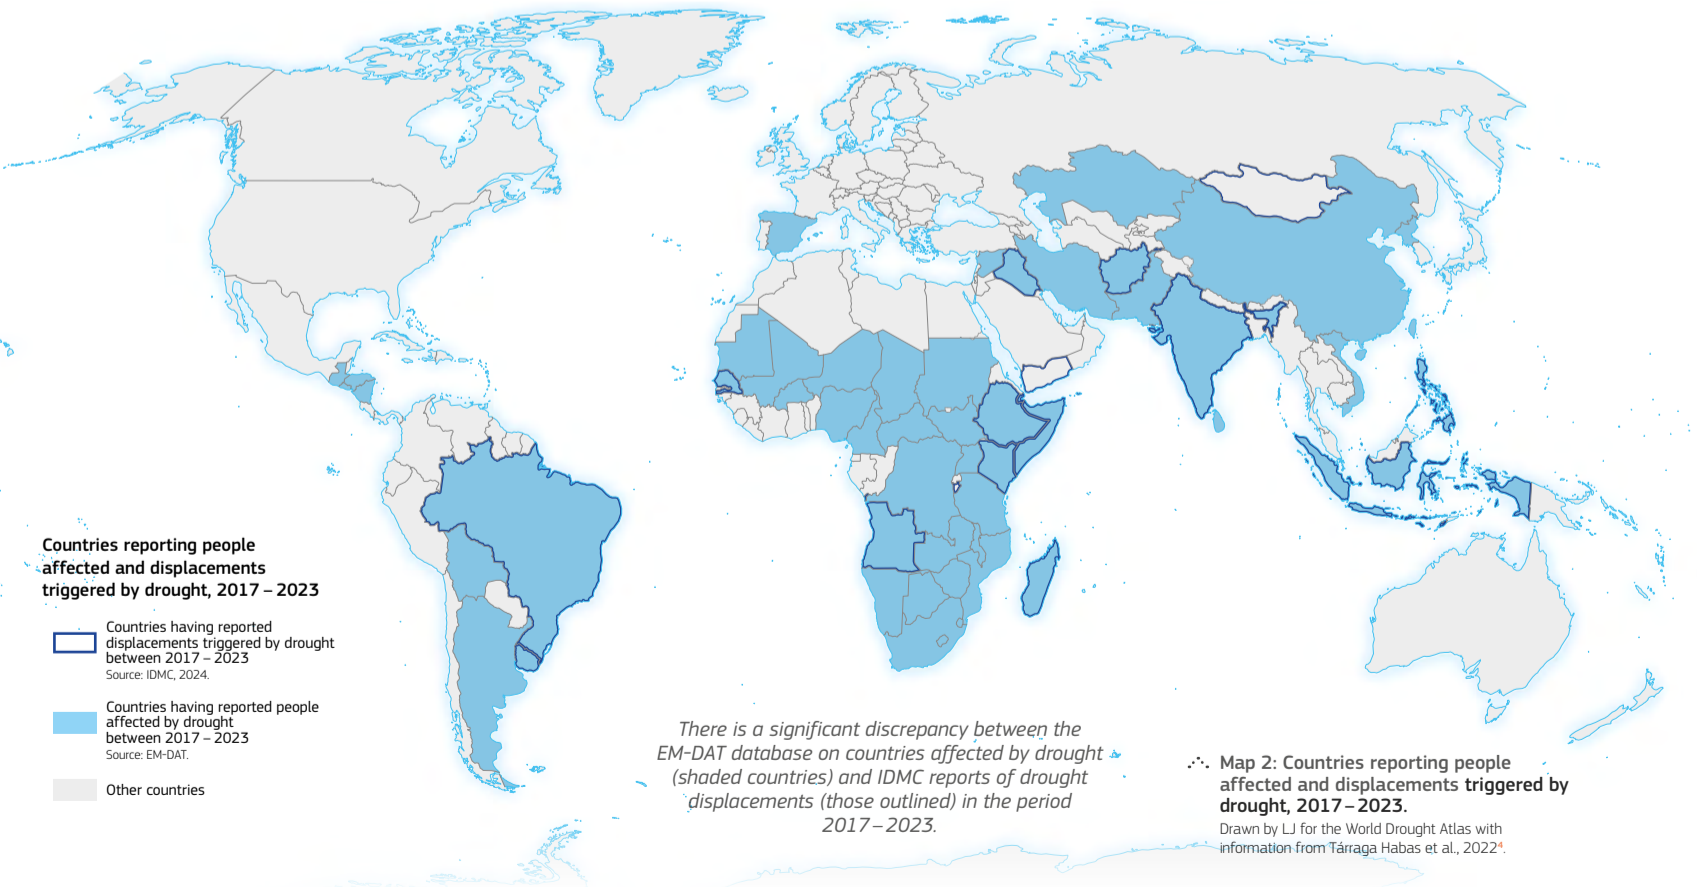 Countries reporting people
affected and displacements
triggered by drought, 2017 – 2023
Countries having reported
displacements triggered by drought
between 2017 – 2023
Source: IDMC, 2024.
Countries having reported people
affected by drought
between 2017 – 2023
Source: EM-DAT.
Other countries
There is a significant discrepancy between the
EM-DAT database on countries affected by drought
(shaded countries) and IDMC reports of drought
displacements (those outlined) in the period
2017 – 2023.
Map 2: Countries reporting people
affected and displacements triggered by
drought, 2017 – 2023.
Drawn by LJ for the World Drought Atlas with
information from Tárraga Habas et al., 2022⁴.